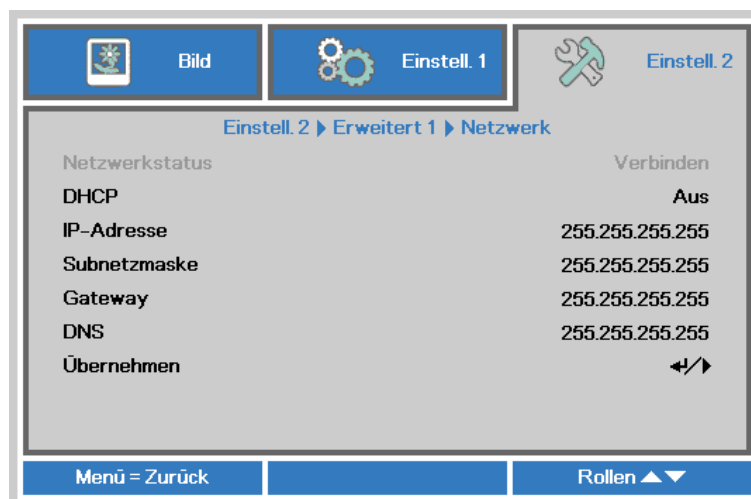 Bild
Einstell. 1
Einstell. 2
Einstell. 2 ▶ Erweitert 1 ▶ Netzwerk
Netzwerkstatus Verbinden
DHCP Aus
IP-Adresse 255.255.255.255
Subnetzmaske 255.255.255.255
Gateway 255.255.255.255
DNS 255.255.255.255
Übernehmen ↵/▶
Menü = Zurück Rollen ▲▼